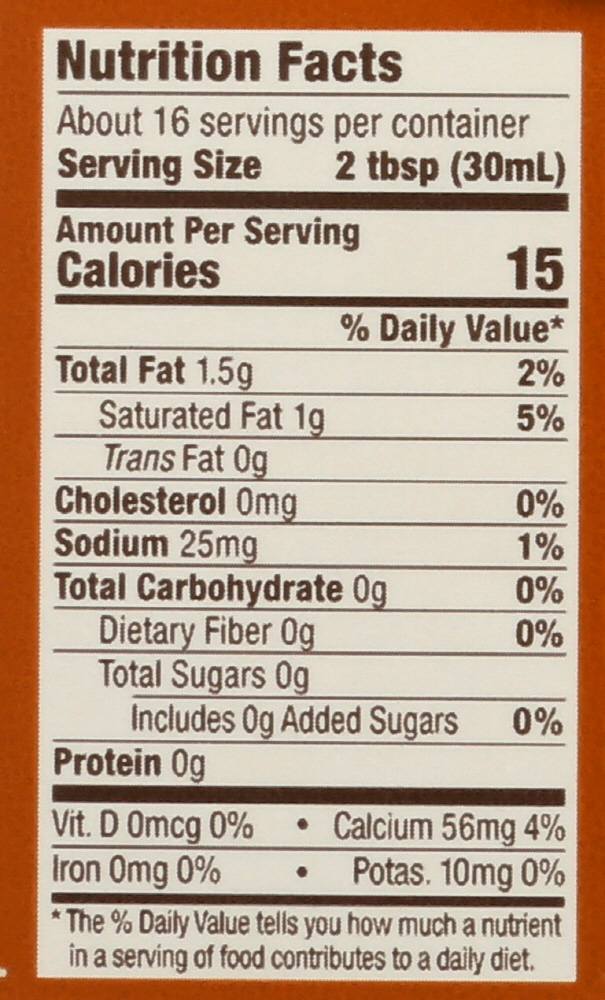 Nutrition Facts
About 16 servings per container
Serving Size 2 tbsp (30mL)
Amount Per Serving
Calories 15
% Daily Value*
Total Fat 1.5g 2%
Saturated Fat 1g 5%
Trans Fat 0g
Cholesterol 0mg 0%
Sodium 25mg 1%
Total Carbohydrate 0g 0%
Dietary Fiber 0g 0%
Total Sugars 0g
Includes 0g Added Sugars 0%
Protein 0g
Vit. D 0mcg 0% • Calcium 56mg 4%
Iron 0mg 0% • Potas. 10mg 0%
* The % Daily Value tells you how much a nutrient
in a serving of food contributes to a daily diet.